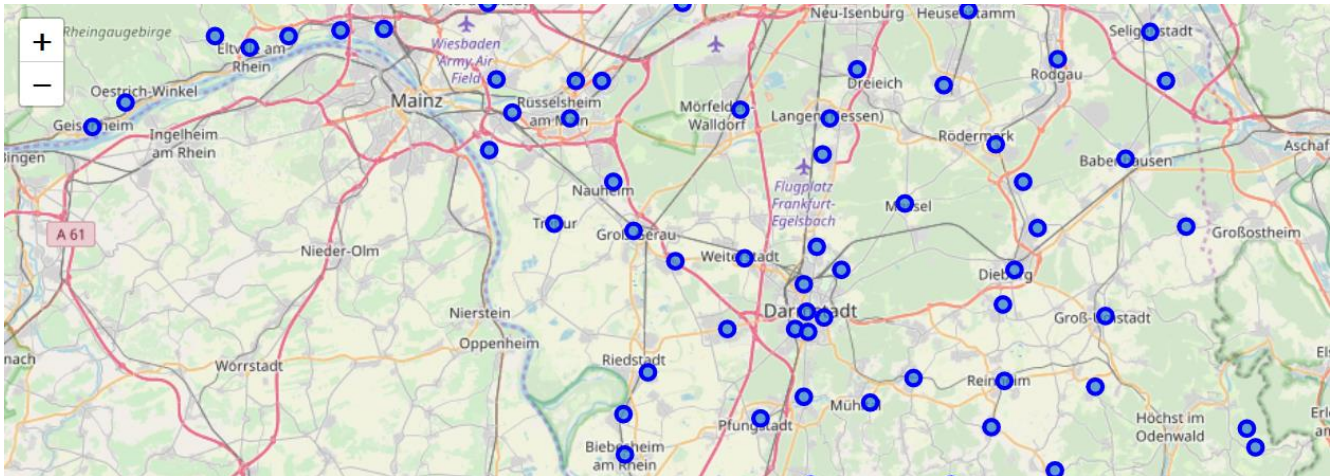 +
−
Rheingaugebirge
Eltville am
Rhein
Oestrich-Winkel
Geisenheim
Bingen
Ingelheim
am Rhein
Mainz
Wiesbaden
Army Air
Field
Rüsselsheim
am Main
Mörfelden-
Walldorf
Neu-Isenburg
Heusenstamm
Dreieich
Langen (Hessen)
Rodgau
Seligenstadt
Rödermark
Babenhausen
Aschaf
Flugplatz
Frankfurt-
Egelsbach
Nauheim
Trebur
Groß-Gerau
Messel
Großostheim
A 61
Nieder-Olm
Weiterstadt
Dieburg
Nierstein
Darmstadt
Groß-Umstadt
Oppenheim
Wörrstadt
Riedstadt
Reinheim
Mühltal
Pfungstadt
Höchst im
Odenwald
Biebesheim
am Rhein